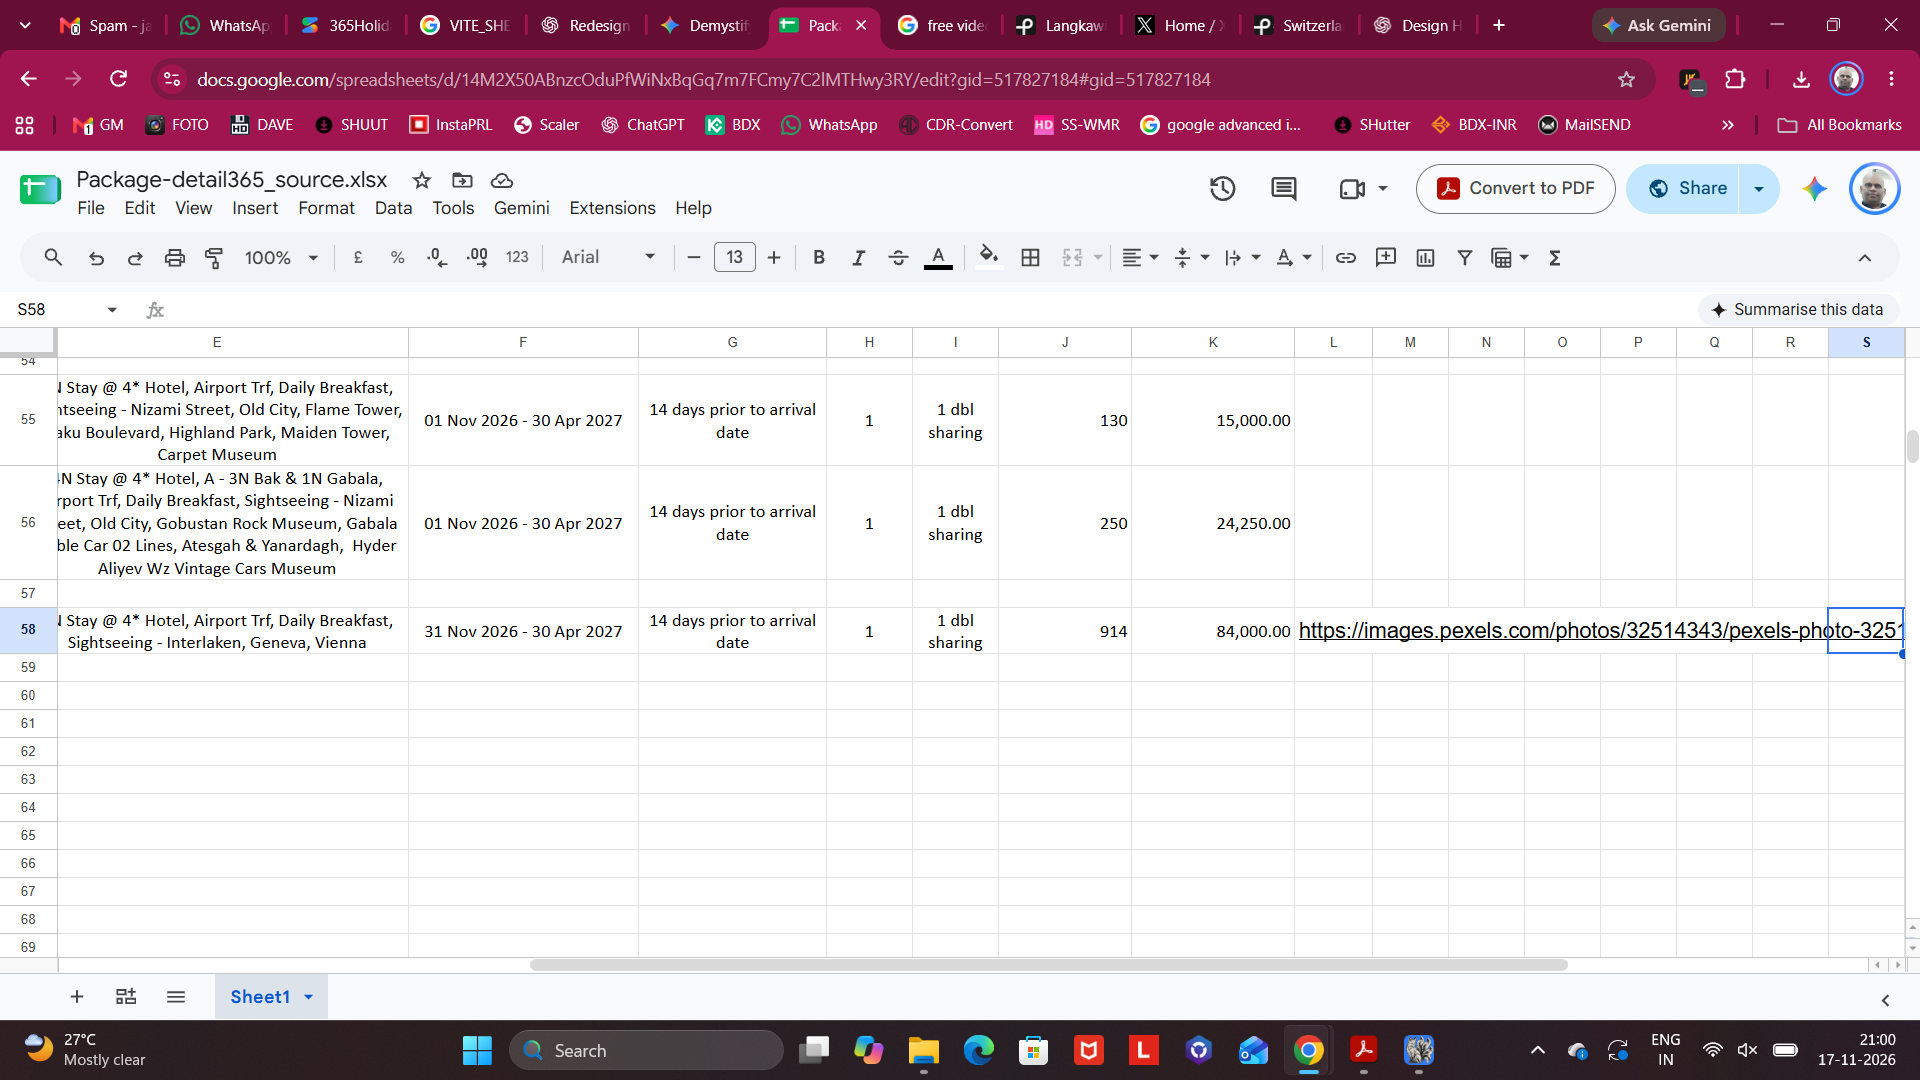 Spam - ja
WhatsAp
365Holid
VITE_SHE
Redesign
Demystif
Packa
free vide
Langkaw
Home / X
Switzerla
Design H
Ask Gemini
docs.google.com/spreadsheets/d/14M2X50ABnzcOduPfWiNxBqGq7m7FCmy7C2lMTHwy3RY/edit?gid=517827184#gid=517827184
GM
FOTO
DAVE
SHUUT
InstaPRL
Scaler
ChatGPT
BDX
WhatsApp
CDR-Convert
SS-WMR
google advanced i...
SHutter
BDX-INR
MailSEND
All Bookmarks
Package-detail365_source.xlsx
File Edit View Insert Format Data Tools Gemini Extensions Help
Convert to PDF
Share
100% £ % .0 .00 123 Arial 13 B I S A
S58 fx
Summarise this data
E F G H I J K L M N O P Q R S
54
55
N Stay @ 4* Hotel, Airport Trf, Daily Breakfast,
ntseeing - Nizami Street, Old City, Flame Tower,
aku Boulevard, Highland Park, Maiden Tower,
Carpet Museum
01 Nov 2026 - 30 Apr 2027
14 days prior to arrival
date
1
1 dbl
sharing
130
15,000.00
56
4N Stay @ 4* Hotel, A - 3N Bak & 1N Gabala,
rport Trf, Daily Breakfast, Sightseeing - Nizami
eet, Old City, Gobustan Rock Museum, Gabala
ble Car 02 Lines, Atesgah & Yanardagh, Hyder
Aliyev Wz Vintage Cars Museum
01 Nov 2026 - 30 Apr 2027
14 days prior to arrival
date
1
1 dbl
sharing
250
24,250.00
57
58
N Stay @ 4* Hotel, Airport Trf, Daily Breakfast,
Sightseeing - Interlaken, Geneva, Vienna
31 Nov 2026 - 30 Apr 2027
14 days prior to arrival
date
1
1 dbl
sharing
914
84,000.00
https://images.pexels.com/photos/32514343/pexels-photo-3251
59
60
61
62
63
64
65
66
67
68
69
Sheet1
27°C
Mostly clear
Search
ENG
IN
21:00
17-11-2026